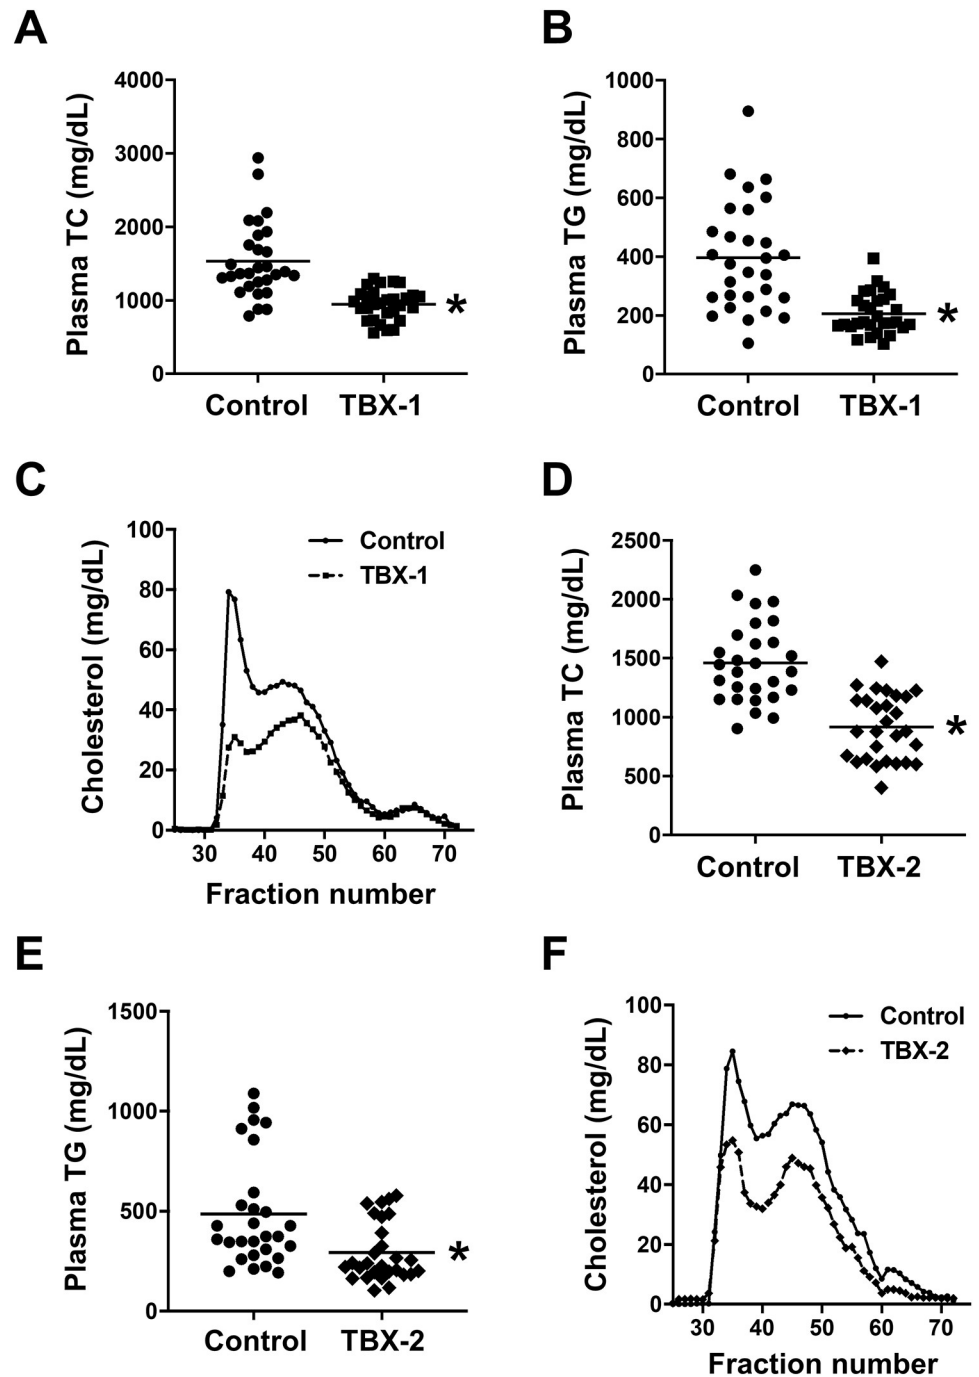 A
Plasma TC (mg/dL)
4000
3000
2000
1000
0
*
Control TBX-1
B
Plasma TG (mg/dL)
1000
800
600
400
200
0
*
Control TBX-1
C
Cholesterol (mg/dL)
100
80
60
40
20
0
Control
TBX-1
30 40 50 60 70
Fraction number
D
Plasma TC (mg/dL)
2500
2000
1500
1000
500
0
*
Control TBX-2
E
Plasma TG (mg/dL)
1500
1000
500
0
*
Control TBX-2
F
Cholesterol (mg/dL)
100
80
60
40
20
0
Control
TBX-2
30 40 50 60 70
Fraction number